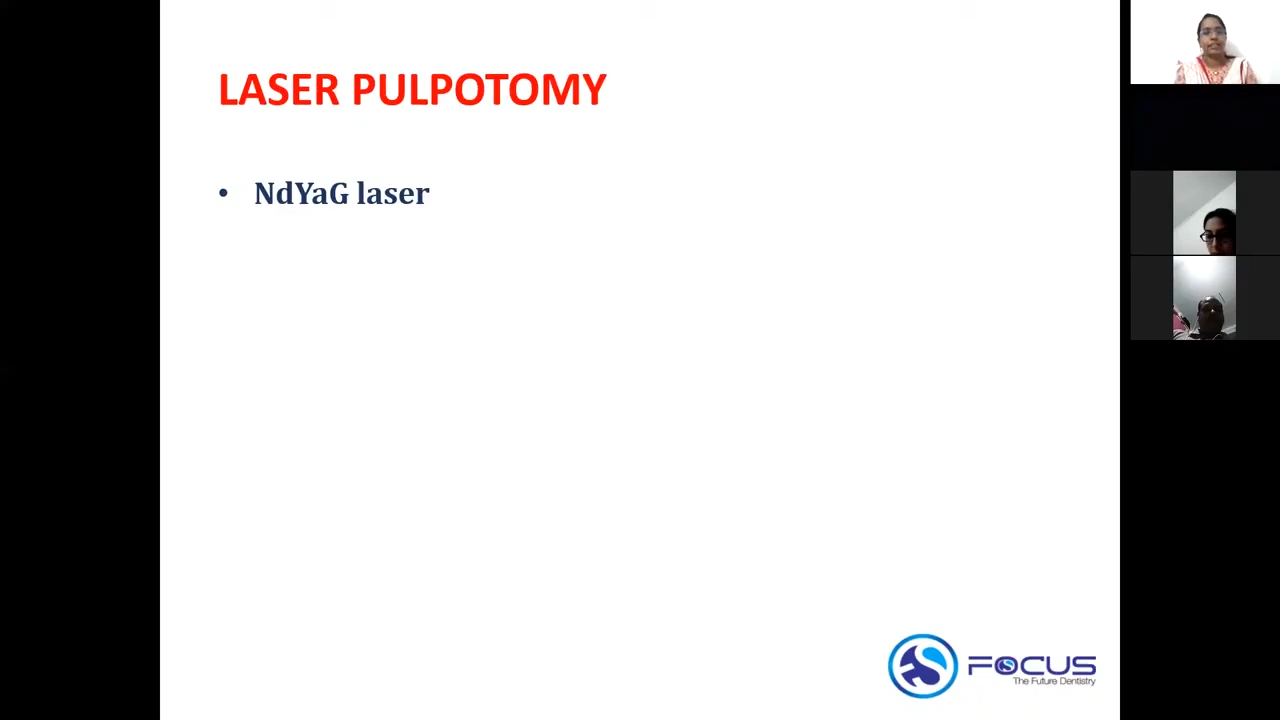 LASER PULPOTOMY
• NdYaG laser
FOCUS
The Future Dentistry